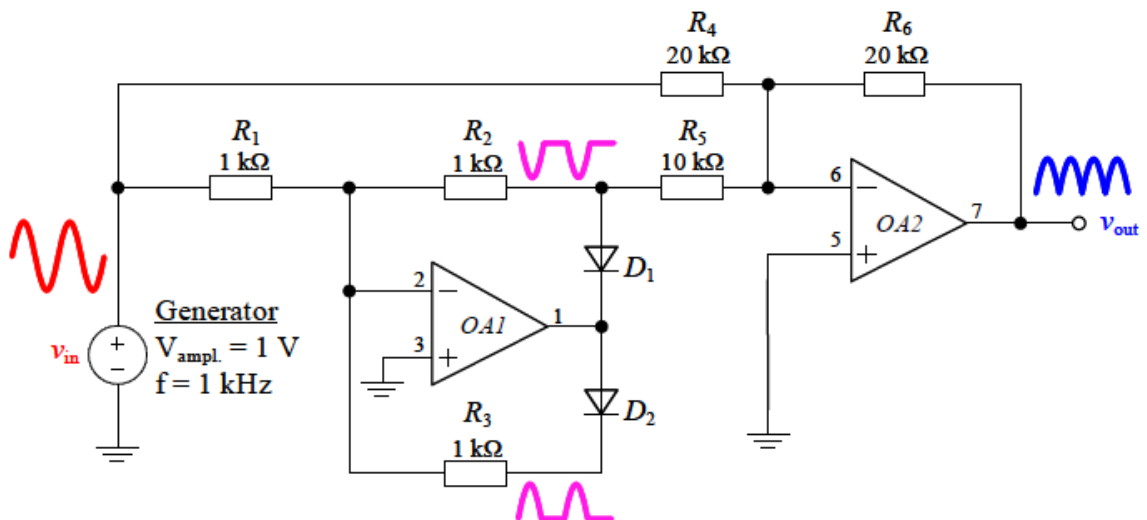 R4
20 kΩ
R6
20 kΩ
R1
1 kΩ
R2
1 kΩ
R5
10 kΩ
6
−
OA2
7
5
+
vout
D1
2
−
OA1
1
3
+
Generator
Vampl. = 1 V
f = 1 kHz
vin
+
−
D2
R3
1 kΩ